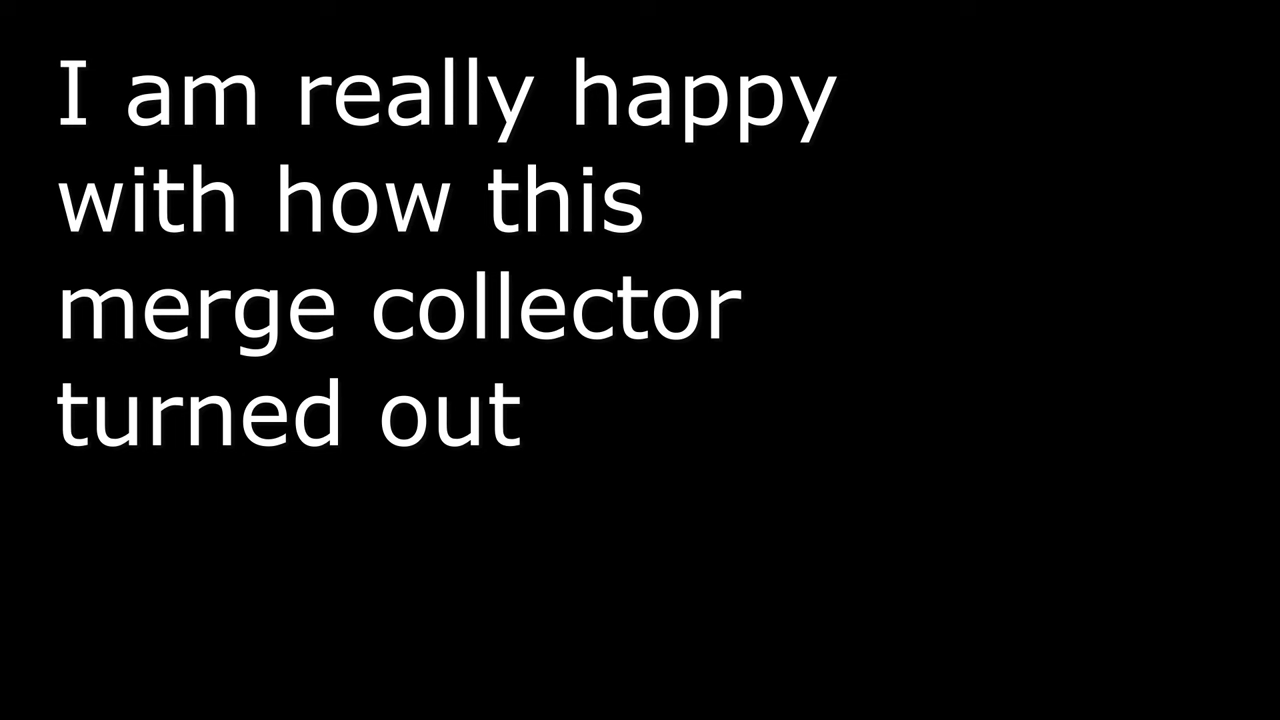 I am really happy
with how this
merge collector
turned out